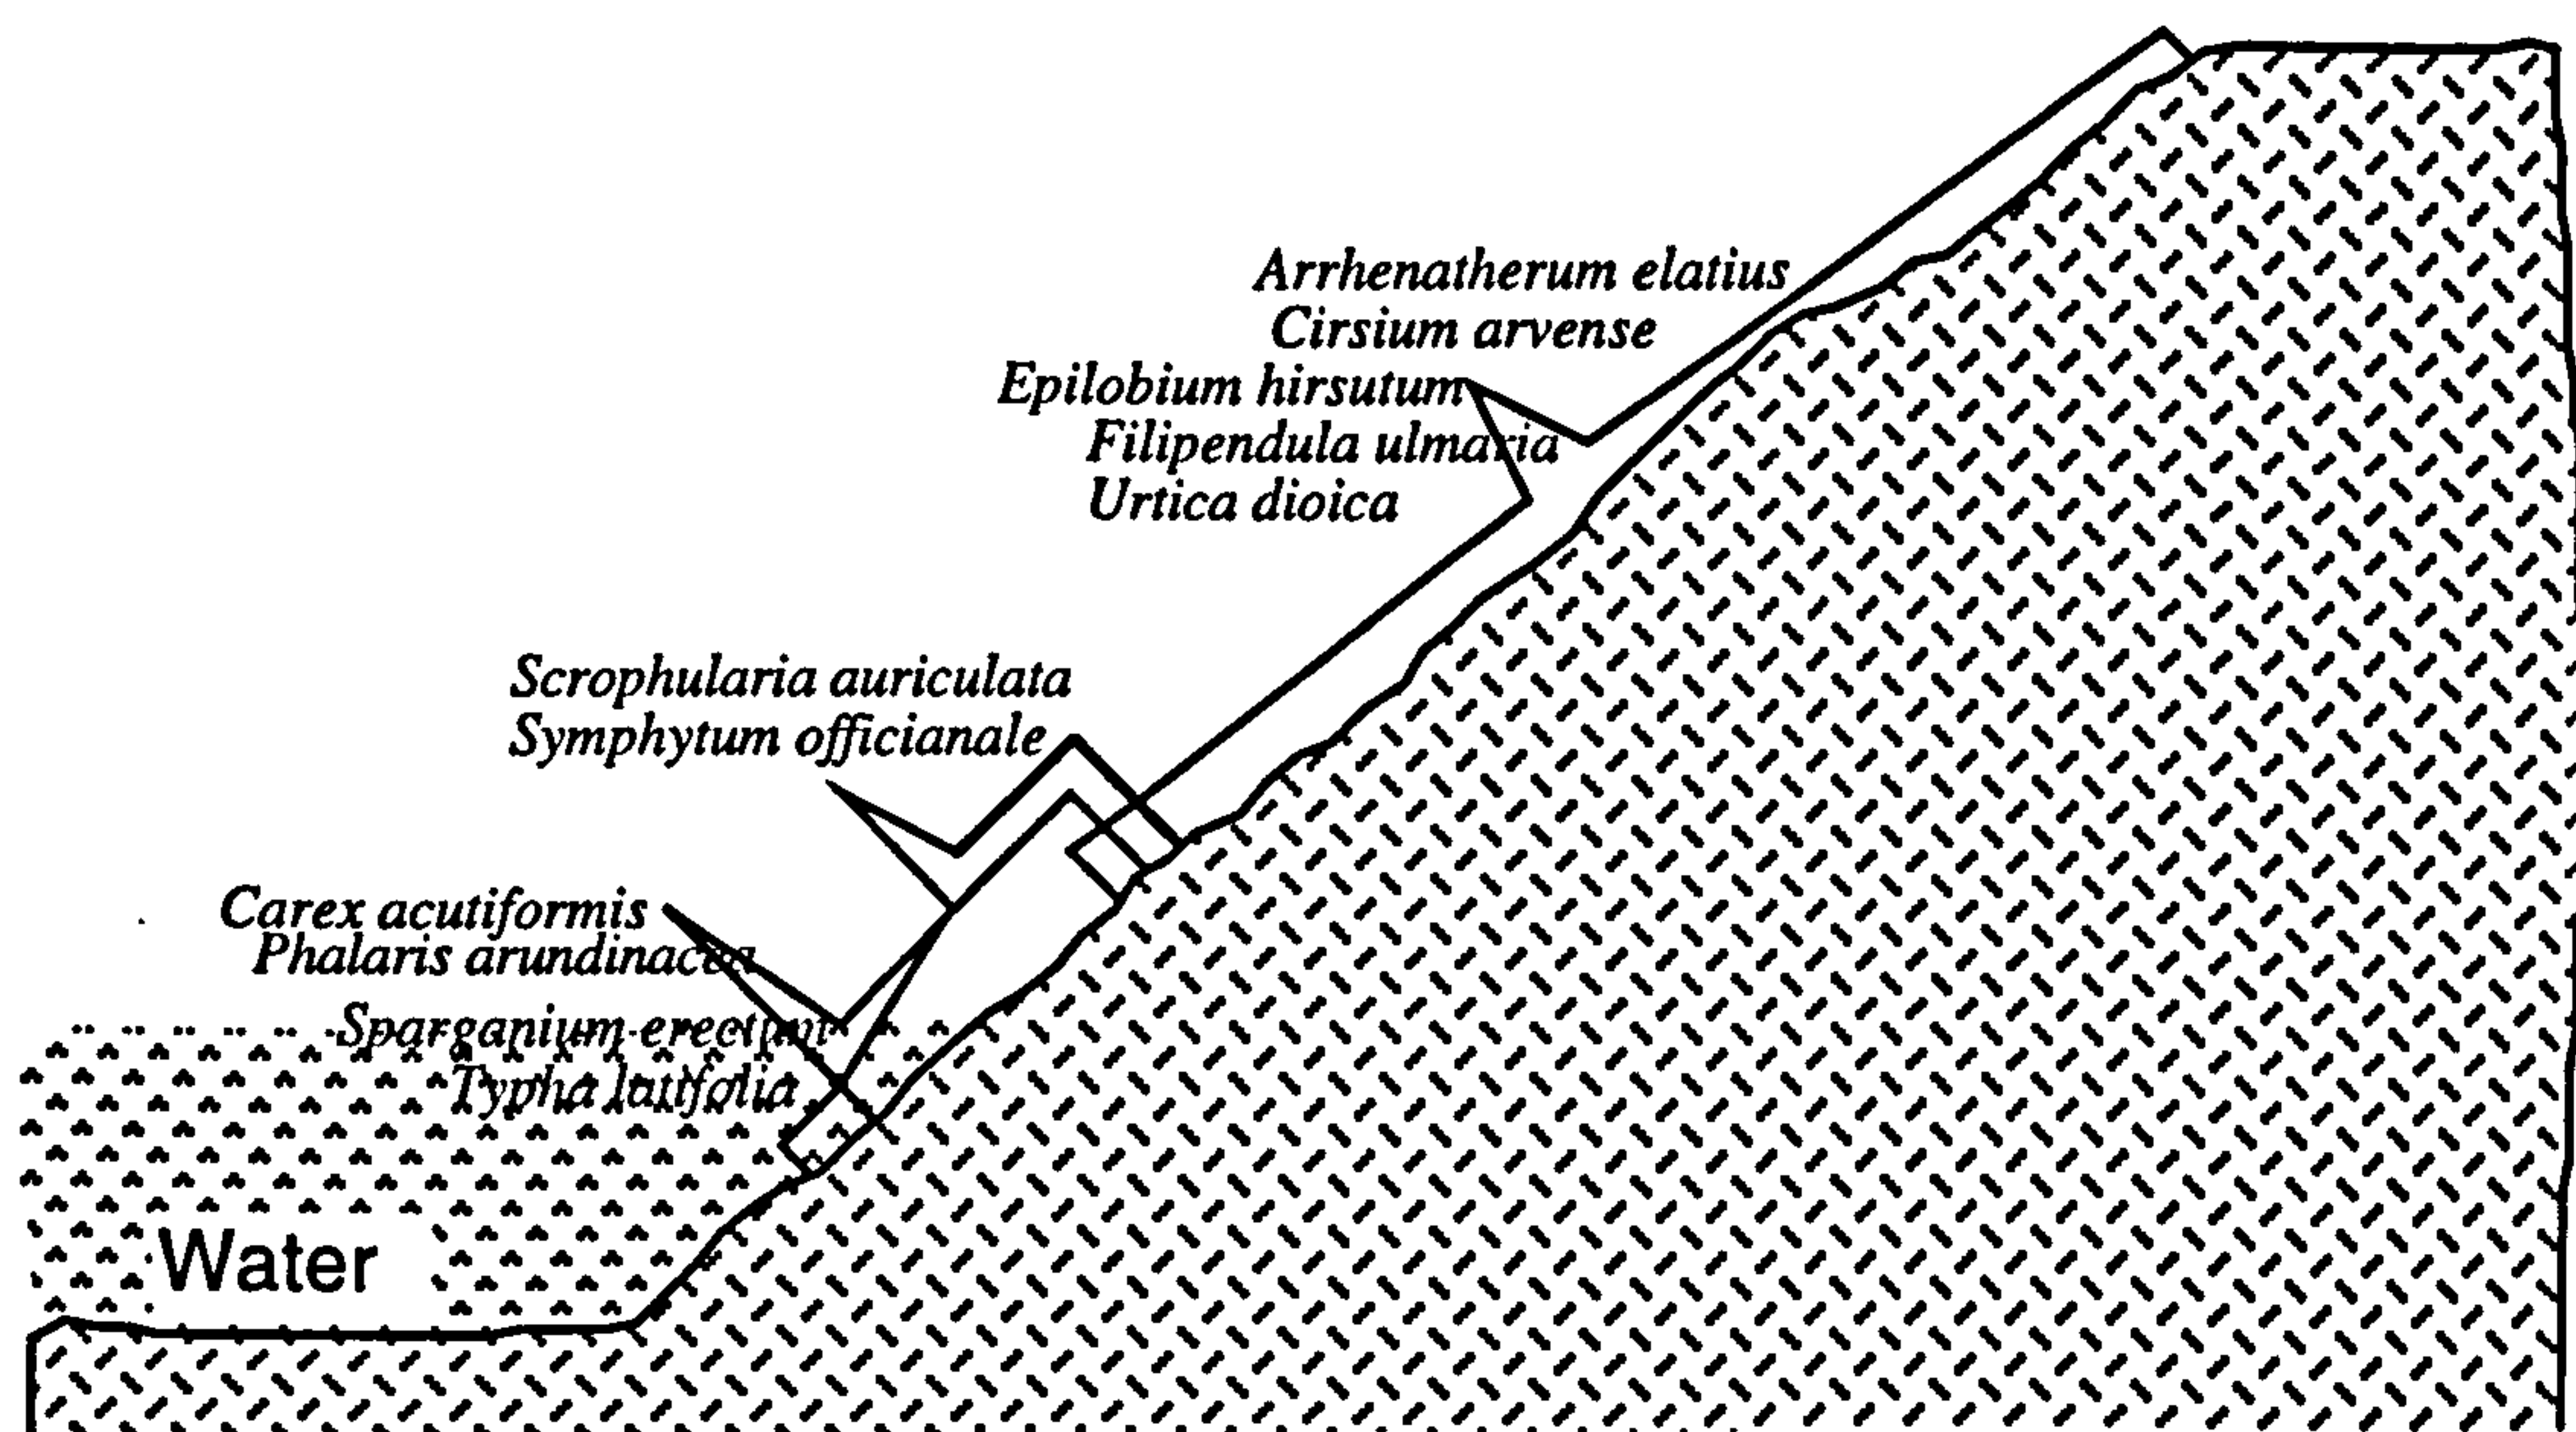 Arrhenatherum elatius
Cirsium arvense
Epilobium hirsutum
Filipendula ulmaria
Urtica dioica
Scrophularia auriculata
Symphytum officianale
Carex acutiformis
Phalaris arundinacea
Sparganium erectum
Typha latifolia
Water